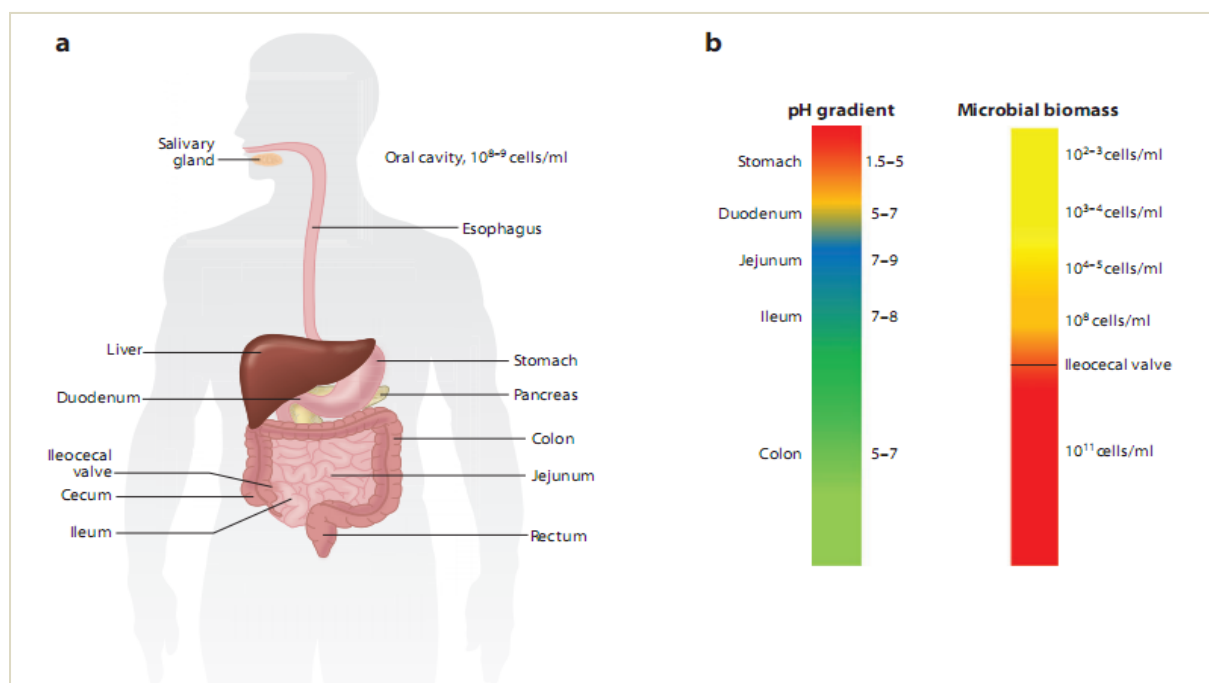 a
Salivary
gland
Oral cavity, 10⁸⁻⁹ cells/ml
Esophagus
Liver
Stomach
Duodenum
Pancreas
Colon
Ileocecal
valve
Jejunum
Cecum
Ileum
Rectum
b
pH gradient
Microbial biomass
Stomach
1.5–5
10²⁻³ cells/ml
Duodenum
5–7
10³⁻⁴ cells/ml
Jejunum
7–9
10⁴⁻⁵ cells/ml
Ileum
7–8
10⁸ cells/ml
Ileocecal valve
Colon
5–7
10¹¹ cells/ml